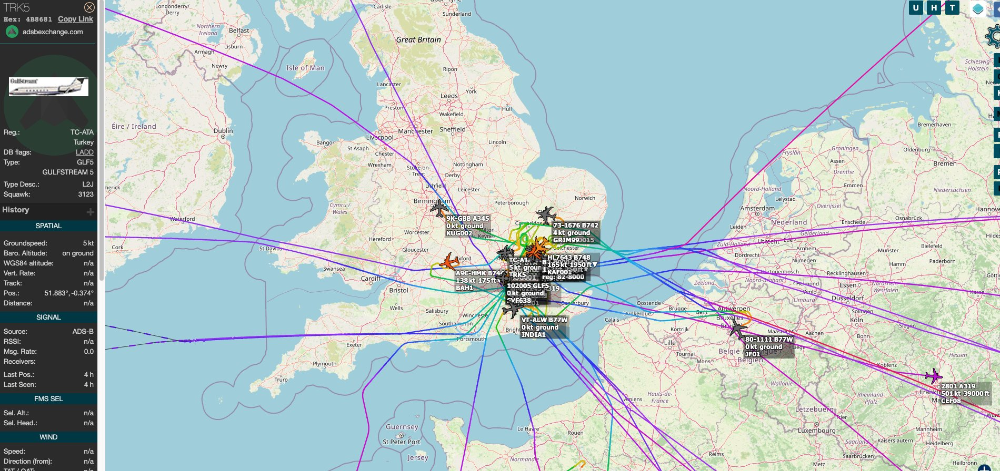 TRK5
Hex: 4B8681 Copy Link
adsbexchange.com
Gulfstream
Reg.: TC-ATA
Turkey
DB flags: LADD
Type: GLF5
GULFSTREAM 5
Type Desc.: L2J
Squawk: 3123
History
SPATIAL
Groundspeed: 5 kt
Baro. Altitude: on ground
WGS84 altitude: n/a
Vert. Rate: n/a
Track: n/a
Pos.: 51.883°, -0.374°
Distance: n/a
SIGNAL
Source: ADS-B
RSSI: n/a
Msg. Rate: 0.0
Receivers:
Last Pos.: 4 h
Last Seen: 4 h
FMS SEL
Sel. Alt.: n/a
Sel. Head.: n/a
WIND
Speed: n/a
Direction (from): n/a
TAT / OAT: n/a
U H T
Londonderry/
Derry
Northern
Ireland
Belfast
Lisburn
Armagh
Newry
Carlisle
upon Tyne
Sunderland
Great Britain
Isle of Man
Ripon
Lancaster
York
Leeds
Preston
Hull
Wakefield
Manchester
Sheffield
Liverpool
Éire / Ireland
Dublin
Bangor
St Asaph
Chester
Lincoln
Wrexham
Stoke-on-
Trent
Nottingham
Derby
Lichfield
Leicester
merick
Birmingham
Peterborough
Norwich
Cymru /
Wales
Waterford
Cork
Worcester
Hereford
Milton
Keynes
Cambridge
Colchester
St Davids
Gloucester
Oxford
Swansea
Cardiff
Bristol
Wells
Salisbury
Winchester
Southampton
Portsmouth
Canterbury
Exeter
Plymouth
Truro
Guernsey
St Peter Port
Jersey
Le Havre
Rouen
Normandie
Amiens
Hauts-de-
France
Reims
Metz
Calais
Dunkerque
Oostende
Brugge
Gent
Kortrijk
Lille
Tournai
Mons
Antwerpen
Bruxelles
België /
Belgien
Liège
Wallonie
Maastricht
Aachen
Lëtzebuerg
Luxembourg
Trier
Saarland
Saarbrücken
Kaiserslautern
Mannheim
Heidelberg
Heilbronn
Rheinland-
Pfalz
Koblenz
Hessen
Siegen
Bonn
Köln
Solingen
Düsseldorf
Essen
Nordrhein-
Westfalen
Kassel
Paderborn
Bielefeld
Münster
Recklinghausen
Osnabrück
Niedersachsen
Bremen
Oldenburg
Bremerhaven
Schleswig
Holstein
Groningen
Assen
Drenthe
Emmen
Fryslân
Noord-Holland
Lelystad
Overijssel
Amsterdam
Nederland
Enschede
Leiden
Utrecht
Gelderland
Zuid-Holland
Arnhem
Nijmegen
Dordrecht
Noord-Brabant
's-Hertogenbosch
Helmond
Venlo
Zeeland
9K-GBB A345
0 kt ground
KUG002
73-1676 B742
4 kt ground
GRIM99
HL7643 B748
165 kt 1950 ft▼
KAF001
reg: 82-8000
TC-ATA
5 kt ground
TRK5
A9C-HMK B744
138 kt 175 ft▼
BAH1
102005 GLF5
0 kt ground
SVF638
VT-ALW B77W
0 kt ground
INDIA1
80-1111 B77W
0 kt ground
JF01
2801 A319
501 kt 39000 ft
CEF08